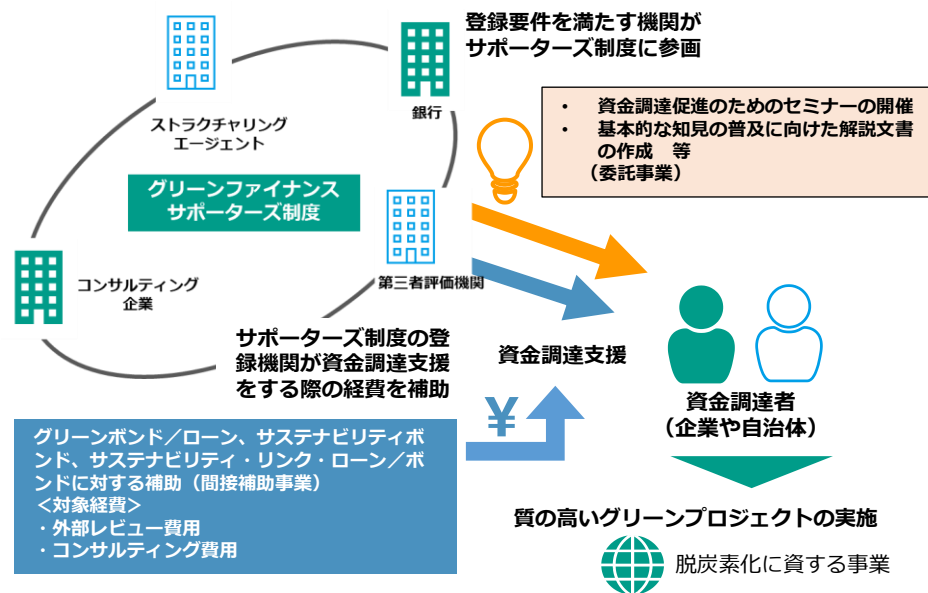 登録要件を満たす機関が
サポーターズ制度に参画
銀行
ストラクチャリング
エージェント
グリーンファイナンス
サポーターズ制度
第三者評価機関
コンサルティング
企業
・ 資金調達促進のためのセミナーの開催
・ 基本的な知見の普及に向けた解説文書
の作成 等
（委託事業）
サポーターズ制度の登
録機関が資金調達支援
をする際の経費を補助
資金調達支援
¥
グリーンボンド／ローン、サステナビリティボ
ンド、サステナビリティ・リンク・ローン／ボ
ンドに対する補助（間接補助事業）
＜対象経費＞
・外部レビュー費用
・コンサルティング費用
資金調達者
（企業や自治体）
質の高いグリーンプロジェクトの実施
脱炭素化に資する事業